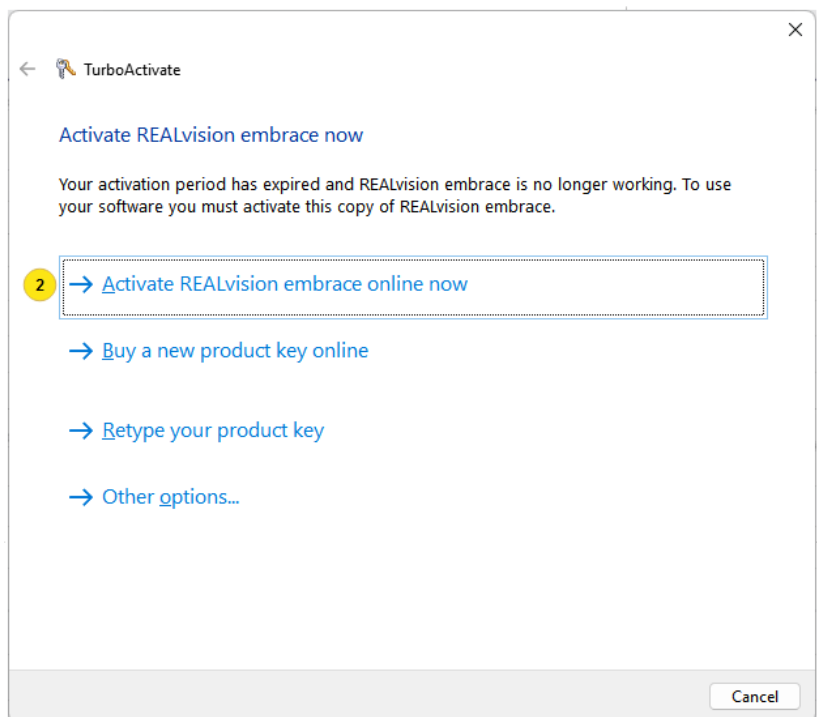 TurboActivate
Activate REALvision embrace now
Your activation period has expired and REALvision embrace is no longer working. To use
your software you must activate this copy of REALvision embrace.
2
Activate REALvision embrace online now
Buy a new product key online
Retype your product key
Other options...
Cancel